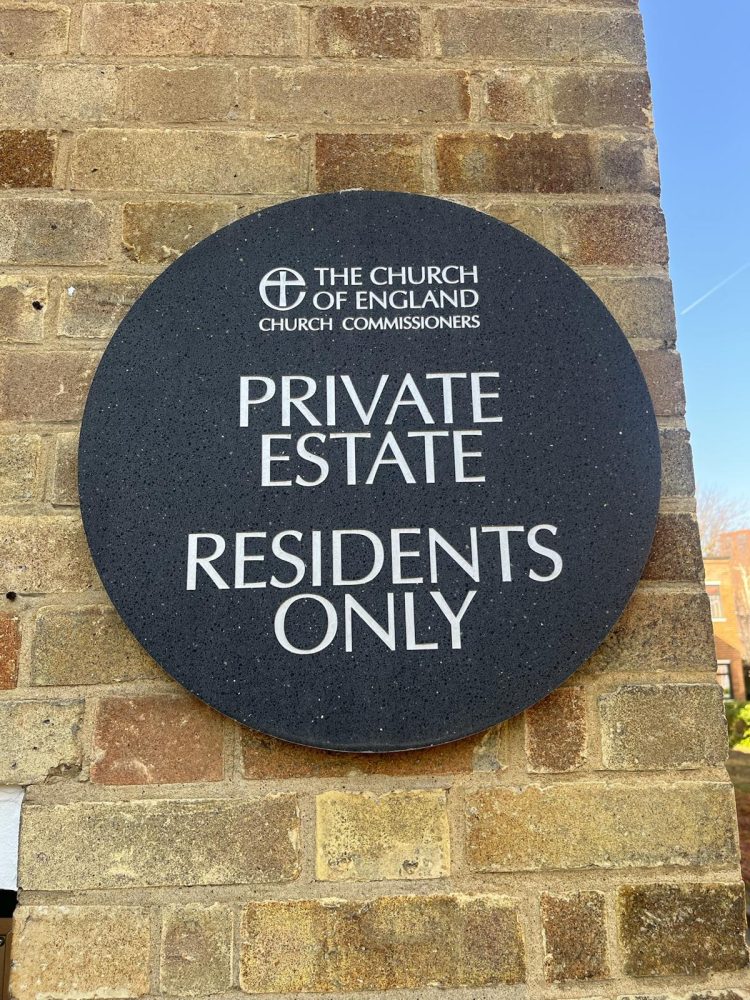 THE CHURCH
OF ENGLAND
CHURCH COMMISSIONERS
PRIVATE
ESTATE
RESIDENTS
ONLY